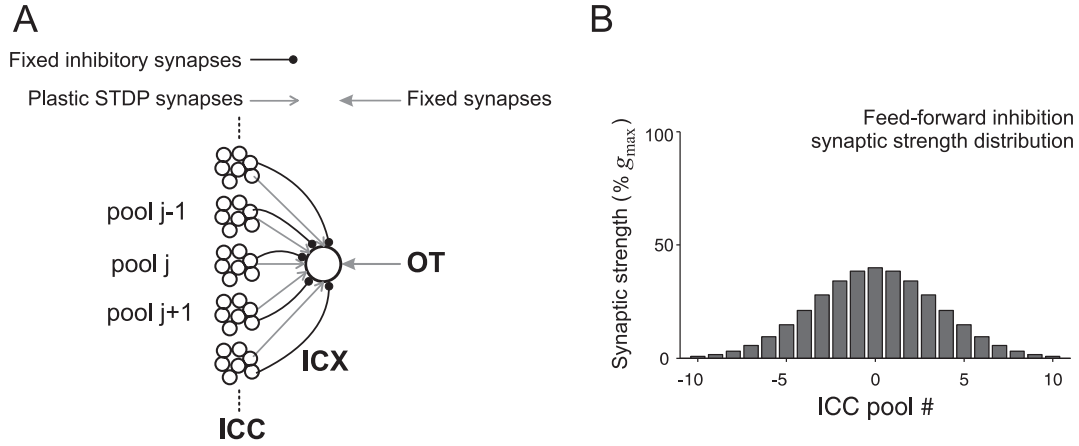 A
Fixed inhibitory synapses
Plastic STDP synapses
Fixed synapses
pool j-1
pool j
pool j+1
OT
ICX
ICC
B
Feed-forward inhibition
synaptic strength distribution
Synaptic strength (% gmax)
100
50
0
-10 -5 0 5 10
ICC pool #